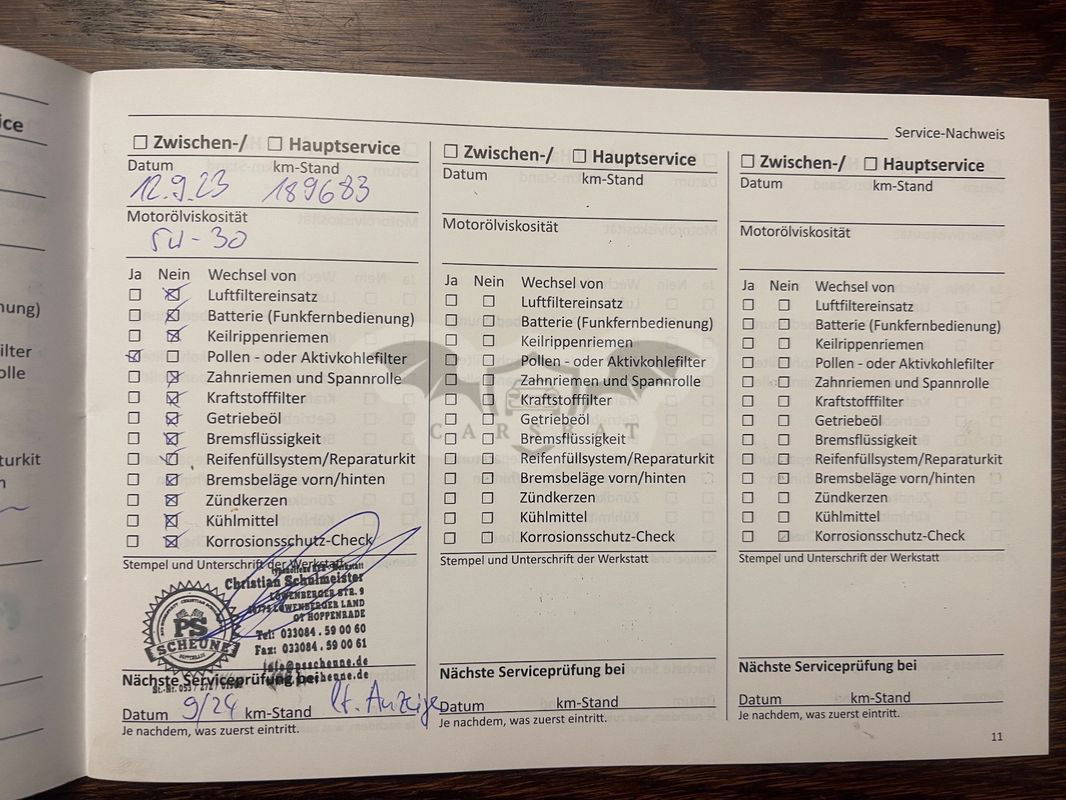 ice
nung)
ilter
olle
turkit
n
Service-Nachweis
☐ Zwischen-/ ☐ Hauptservice
Datum km-Stand
12.9.23 189683
Motorölviskosität
5W-30
Ja Nein Wechsel von
☐ ☒ Luftfiltereinsatz
☐ ☒ Batterie (Funkfernbedienung)
☐ ☒ Keilrippenriemen
☒ ☐ Pollen - oder Aktivkohlefilter
☐ ☒ Zahnriemen und Spannrolle
☐ ☒ Kraftstofffilter
☐ ☒ Getriebeöl
☐ ☒ Bremsflüssigkeit
☐ ☒ Reifenfüllsystem/Reparaturkit
☐ ☒ Bremsbeläge vorn/hinten
☐ ☒ Zündkerzen
☐ ☒ Kühlmittel
☐ ☒ Korrosionsschutz-Check
Stempel und Unterschrift der Werkstatt
Christian Schulmeister
LÖWENBERGER STR. 9
LÖWENBERGER LAND
OT HOPPENRADE
Tel: 033084 . 59 00 60
Fax: 033084 . 59 00 61
info@psscheune.de
PS
SCHEUNE
Nächste Serviceprüfung bei
Datum 9/24 km-Stand lt. Anzeige
Je nachdem, was zuerst eintritt.
☐ Zwischen-/ ☐ Hauptservice
Datum km-Stand
Motorölviskosität
Ja Nein Wechsel von
☐ ☐ Luftfiltereinsatz
☐ ☐ Batterie (Funkfernbedienung)
☐ ☐ Keilrippenriemen
☐ ☐ Pollen - oder Aktivkohlefilter
☐ ☐ Zahnriemen und Spannrolle
☐ ☐ Kraftstofffilter
☐ ☐ Getriebeöl
☐ ☐ Bremsflüssigkeit
☐ ☐ Reifenfüllsystem/Reparaturkit
☐ ☐ Bremsbeläge vorn/hinten
☐ ☐ Zündkerzen
☐ ☐ Kühlmittel
☐ ☐ Korrosionsschutz-Check
Stempel und Unterschrift der Werkstatt
Nächste Serviceprüfung bei
Datum km-Stand
Je nachdem, was zuerst eintritt.
☐ Zwischen-/ ☐ Hauptservice
Datum km-Stand
Motorölviskosität
Ja Nein Wechsel von
☐ ☐ Luftfiltereinsatz
☐ ☐ Batterie (Funkfernbedienung)
☐ ☐ Keilrippenriemen
☐ ☐ Pollen - oder Aktivkohlefilter
☐ ☐ Zahnriemen und Spannrolle
☐ ☐ Kraftstofffilter
☐ ☐ Getriebeöl
☐ ☐ Bremsflüssigkeit
☐ ☐ Reifenfüllsystem/Reparaturkit
☐ ☐ Bremsbeläge vorn/hinten
☐ ☐ Zündkerzen
☐ ☐ Kühlmittel
☐ ☐ Korrosionsschutz-Check
Stempel und Unterschrift der Werkstatt
Nächste Serviceprüfung bei
Datum km-Stand
Je nachdem, was zuerst eintritt.
11
CARSBAT